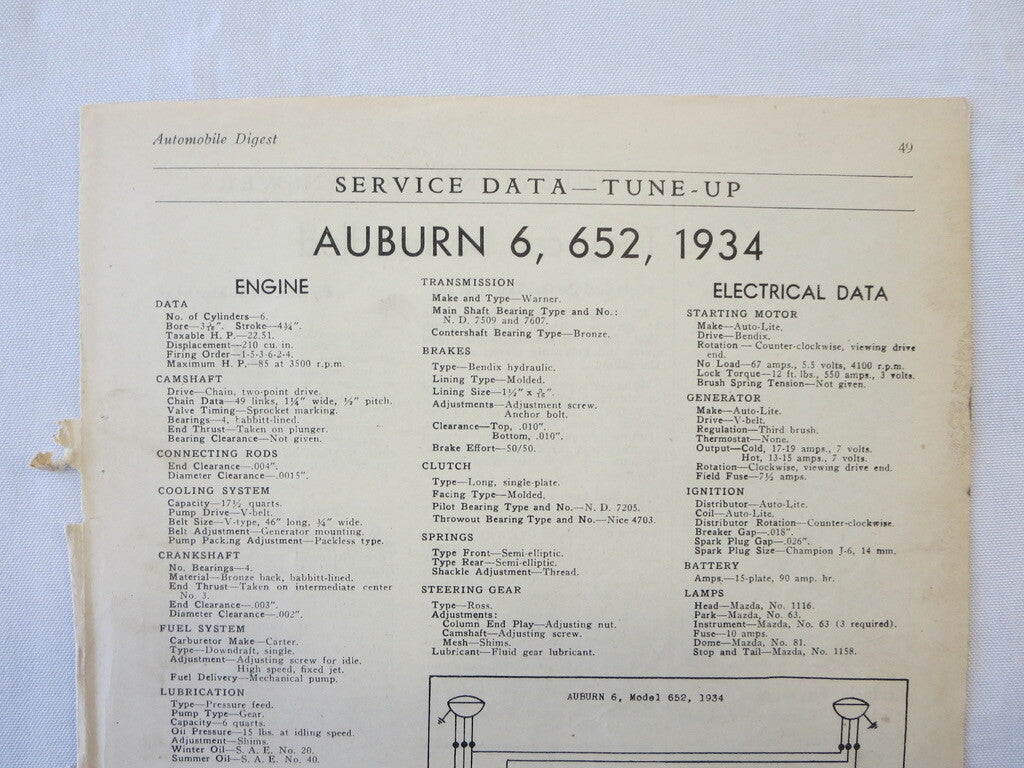 Automobile Digest
49
SERVICE DATA—TUNE-UP
AUBURN 6, 652, 1934
ENGINE
DATA
No. of Cylinders—6.
Bore—3 1/16". Stroke—4¾".
Taxable H. P.—22.51.
Displacement—210 cu. in.
Firing Order—1-5-3-6-2-4.
Maximum H. P.—85 at 3500 r.p.m.
CAMSHAFT
Drive—Chain, two-point drive.
Chain Data—49 links, 1¼" wide, ½" pitch.
Valve Timing—Sprocket marking.
Bearings—4, babbitt-lined.
End Thrust—Taken on plunger.
Bearing Clearance—Not given.
CONNECTING RODS
End Clearance—.004".
Diameter Clearance—.0015".
COOLING SYSTEM
Capacity—17½ quarts.
Pump Drive—V-belt.
Belt Size—V-type, 46" long, ¾" wide.
Belt Adjustment—Generator mounting.
Pump Packing Adjustment—Packless type.
CRANKSHAFT
No. Bearings—4.
Material—Bronze back, babbitt-lined.
End Thrust—Taken on intermediate center
No. 3.
End Clearance—.003".
Diameter Clearance—.002".
FUEL SYSTEM
Carburetor Make—Carter.
Type—Downdraft, single.
Adjustment—Adjusting screw for idle.
High speed, fixed jet.
Fuel Delivery—Mechanical pump.
LUBRICATION
Type—Pressure feed.
Pump Type—Gear.
Capacity—6 quarts.
Oil Pressure—15 lbs. at idling speed.
Adjustment—Shims.
Winter Oil—S. A. E. No. 20.
Summer Oil—S. A. E. No. 40.
TRANSMISSION
Make and Type—Warner.
Main Shaft Bearing Type and No.:
N. D. 7509 and 7607.
Contershaft Bearing Type—Bronze.
BRAKES
Type—Bendix hydraulic.
Lining Type—Molded.
Lining Size—1½" x
Adjustments—Adjustment screw.
Anchor bolt.
Clearance—Top, .010".
Bottom, .010".
Brake Effort—50/50.
CLUTCH
Type—Long, single-plate.
Facing Type—Molded.
Pilot Bearing Type and No.—N. D. 7205.
Throwout Bearing Type and No.—Nice 4703.
SPRINGS
Type Front—Semi-elliptic.
Type Rear—Semi-elliptic.
Shackle Adjustment—Thread.
STEERING GEAR
Type—Ross.
Adjustments:
Column End Play—Adjusting nut.
Camshaft—Adjusting screw.
Mesh—Shims.
Lubricant—Fluid gear lubricant.
ELECTRICAL DATA
STARTING MOTOR
Make—Auto-Lite.
Drive—Bendix.
Rotation — Counter-clockwise, viewing drive
end.
No Load—67 amps., 5.5 volts, 4100 r.p.m.
Lock Torque—12 ft. lbs., 550 amps., 3 volts.
Brush Spring Tension—Not given.
GENERATOR
Make—Auto-Lite.
Drive—V-belt.
Regulation—Third brush.
Thermostat—None.
Output—Cold, 17-19 amps., 7 volts.
Hot, 13-15 amps., 7 volts.
Rotation—Clockwise, viewing drive end.
Field Fuse—7½ amps.
IGNITION
Distributor—Auto-Lite.
Coil—Auto-Lite.
Distributor Rotation—Counter-clockwise.
Breaker Gap—.018".
Spark Plug Gap—.026".
Spark Plug Size—Champion J-6, 14 mm.
BATTERY
Amps.—15-plate, 90 amp. hr.
LAMPS
Head—Mazda, No. 1116.
Park—Mazda, No. 63.
Instrument—Mazda, No. 63 (3 required).
Fuse—10 amps.
Dome—Mazda, No. 81.
Stop and Tail—Mazda, No. 1158.
AUBURN 6, Model 652, 1934